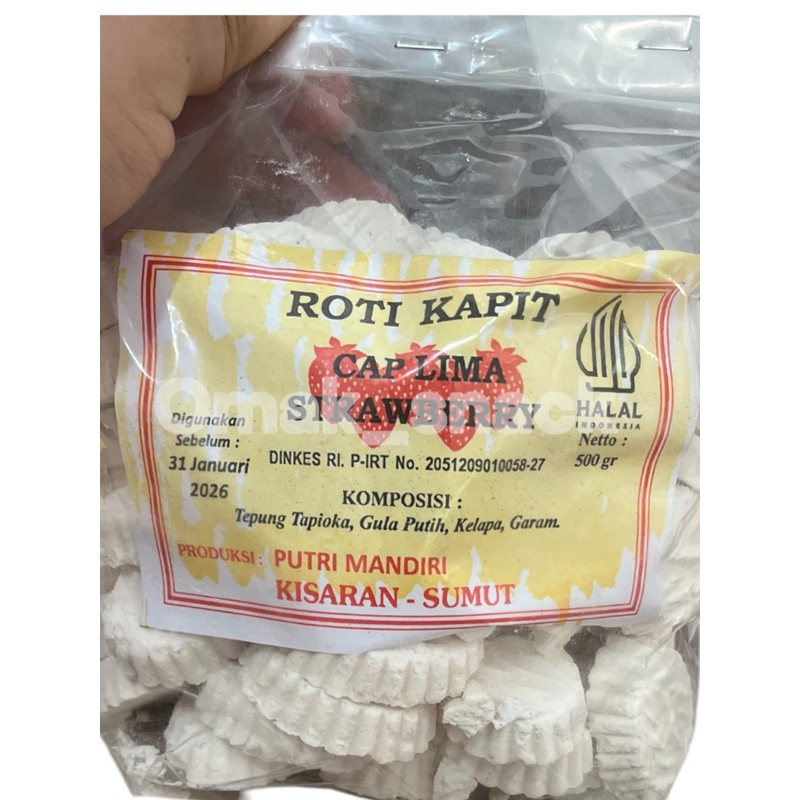 ROTI KAPIT
CAP LIMA
STRAWBERRY
HALAL
INDONESIA
Netto :
500 gr
Digunakan
Sebelum :
31 Januari
2026
DINKES RI. P-IRT No. 2051209010058-27
KOMPOSISI :
Tepung Tapioka, Gula Putih, Kelapa, Garam.
PRODUKSI : PUTRI MANDIRI
KISARAN - SUMUT